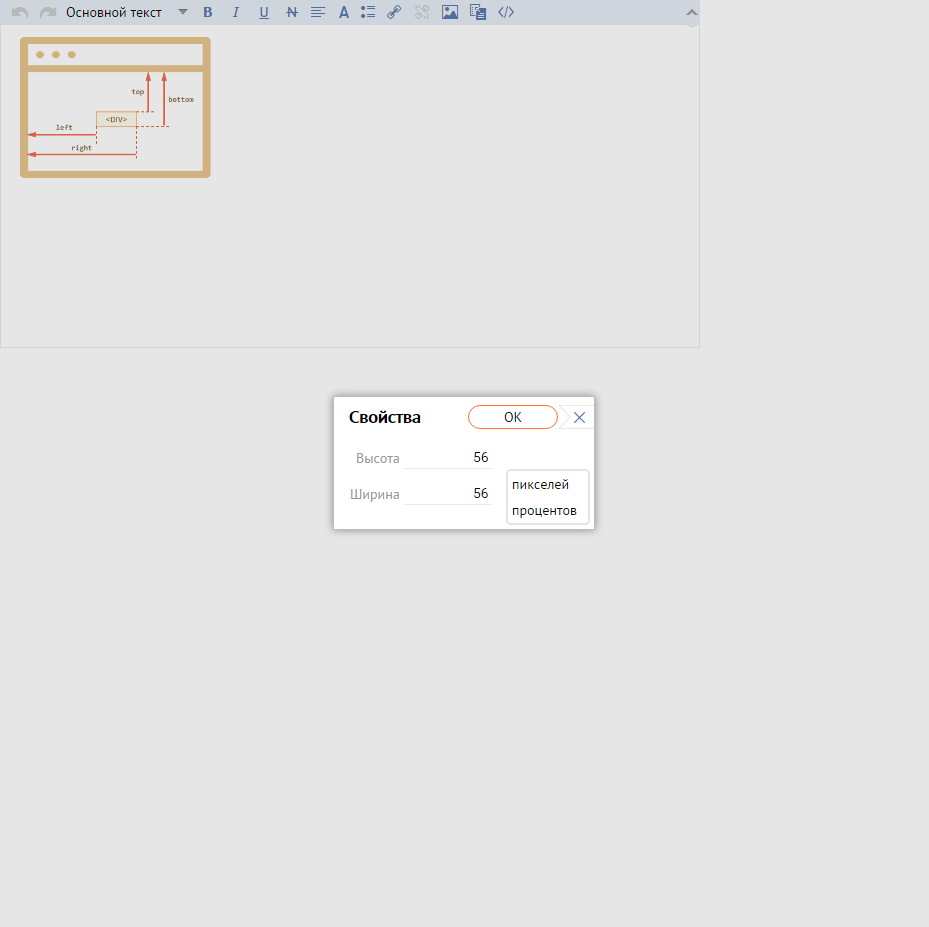 Основной текст B I U N A </>
top
bottom
<DIV>
left
right
Свойства OK
Высота 56
Ширина 56
пикселей
процентов